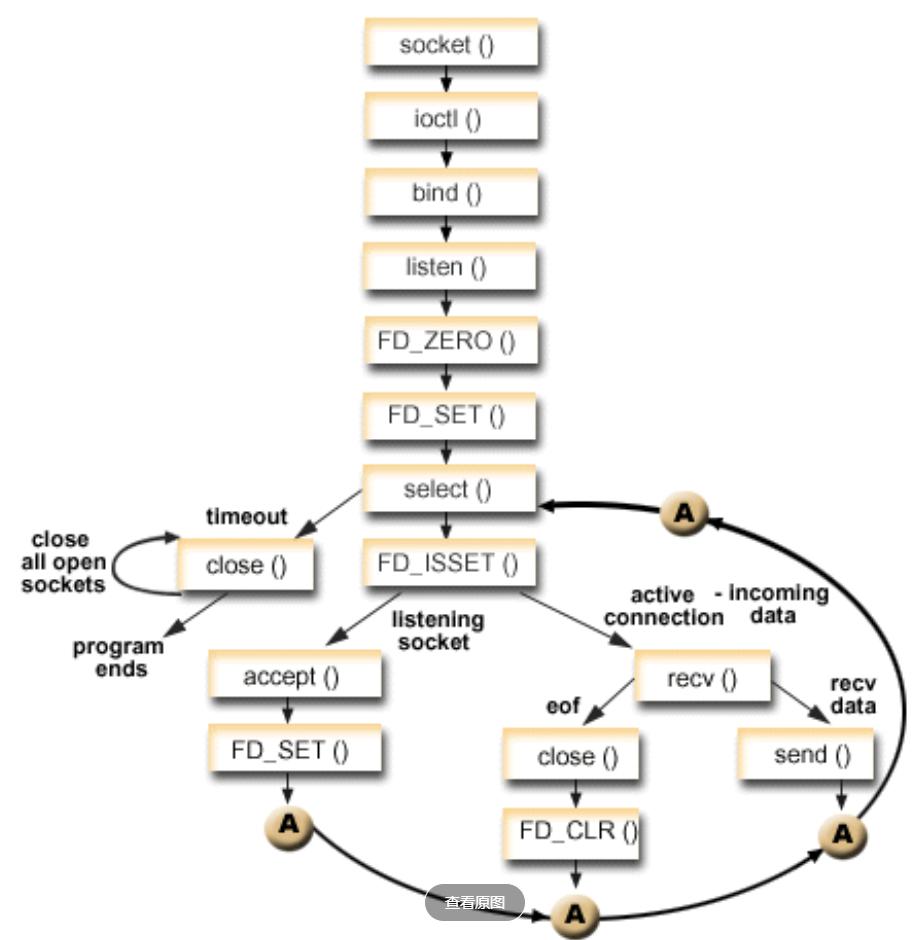 socket ()
ioctl ()
bind ()
listen ()
FD_ZERO ()
FD_SET ()
select ()
A
timeout
close
all open
sockets
close ()
FD_ISSET ()
program
ends
listening
socket
active
connection
- incoming
data
accept ()
recv ()
eof
recv
data
FD_SET ()
close ()
send ()
A
FD_CLR ()
A
查看原图
A